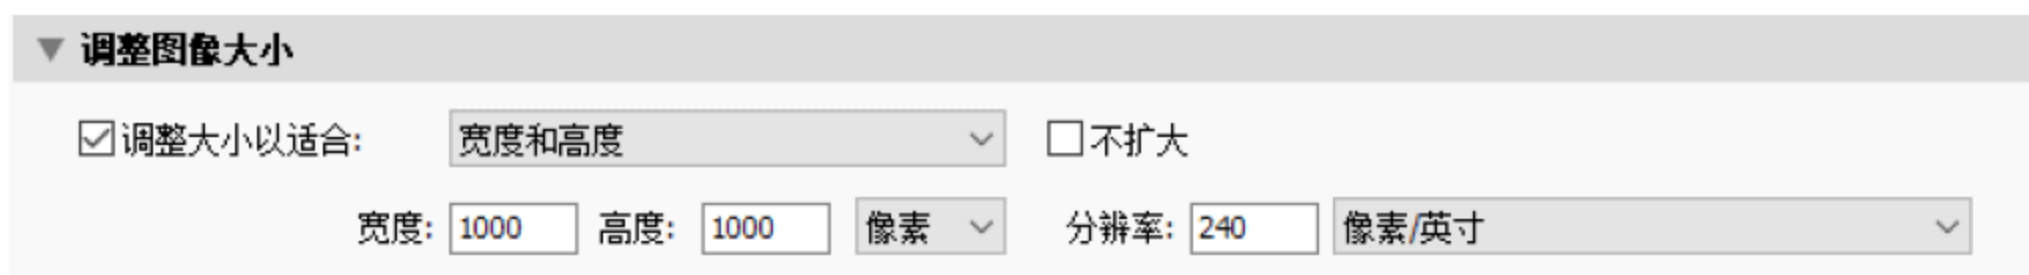 调整图像大小
调整大小以适合: 宽度和高度 不扩大
宽度: 1000 高度: 1000 像素 分辨率: 240 像素/英寸